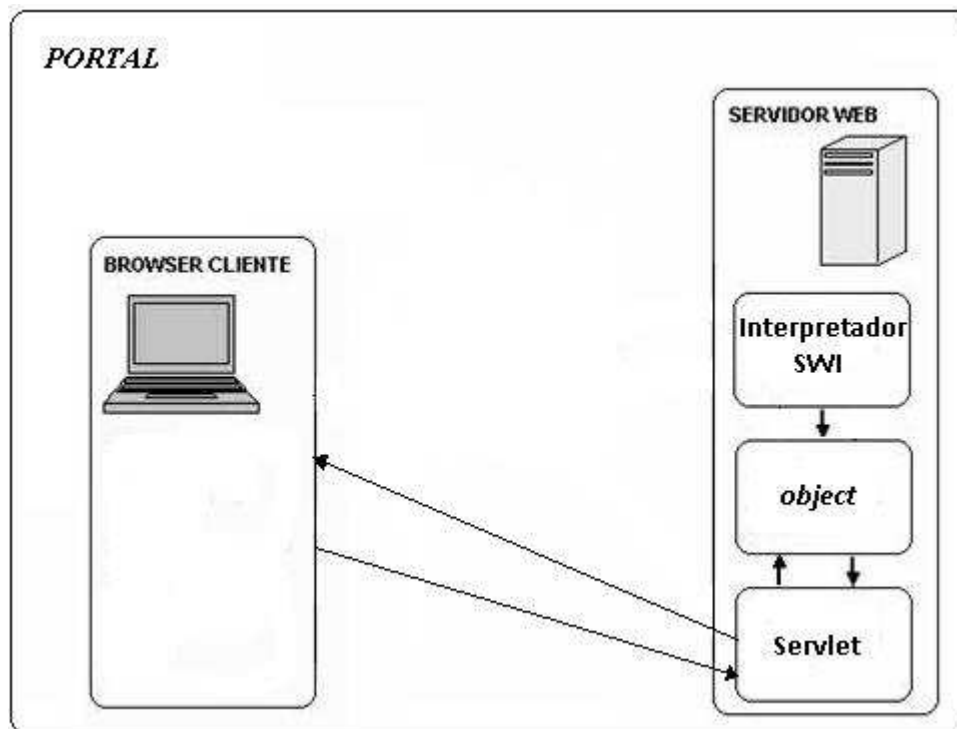 PORTAL
SERVIDOR WEB
BROWSER CLIENTE
Interpretador
SWI
object
Servlet